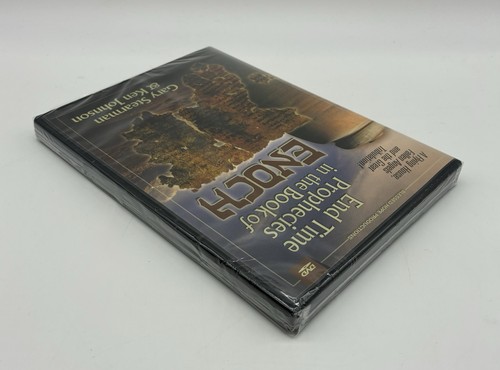 End Time
Prophecies
in the Book of
ENOCH
A Flying House,
Fallen Angels
and the Great
Tribulation!
Gary Stearman
& Ken Johnson
DVD